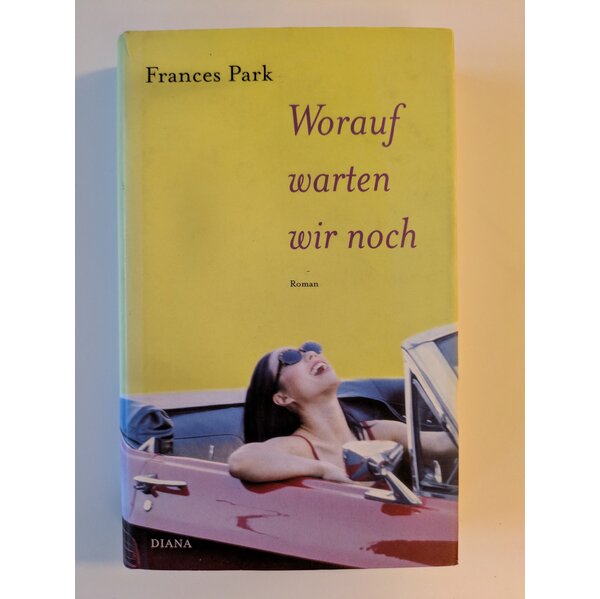 Frances Park
Worauf
warten
wir noch
Roman
DIANA